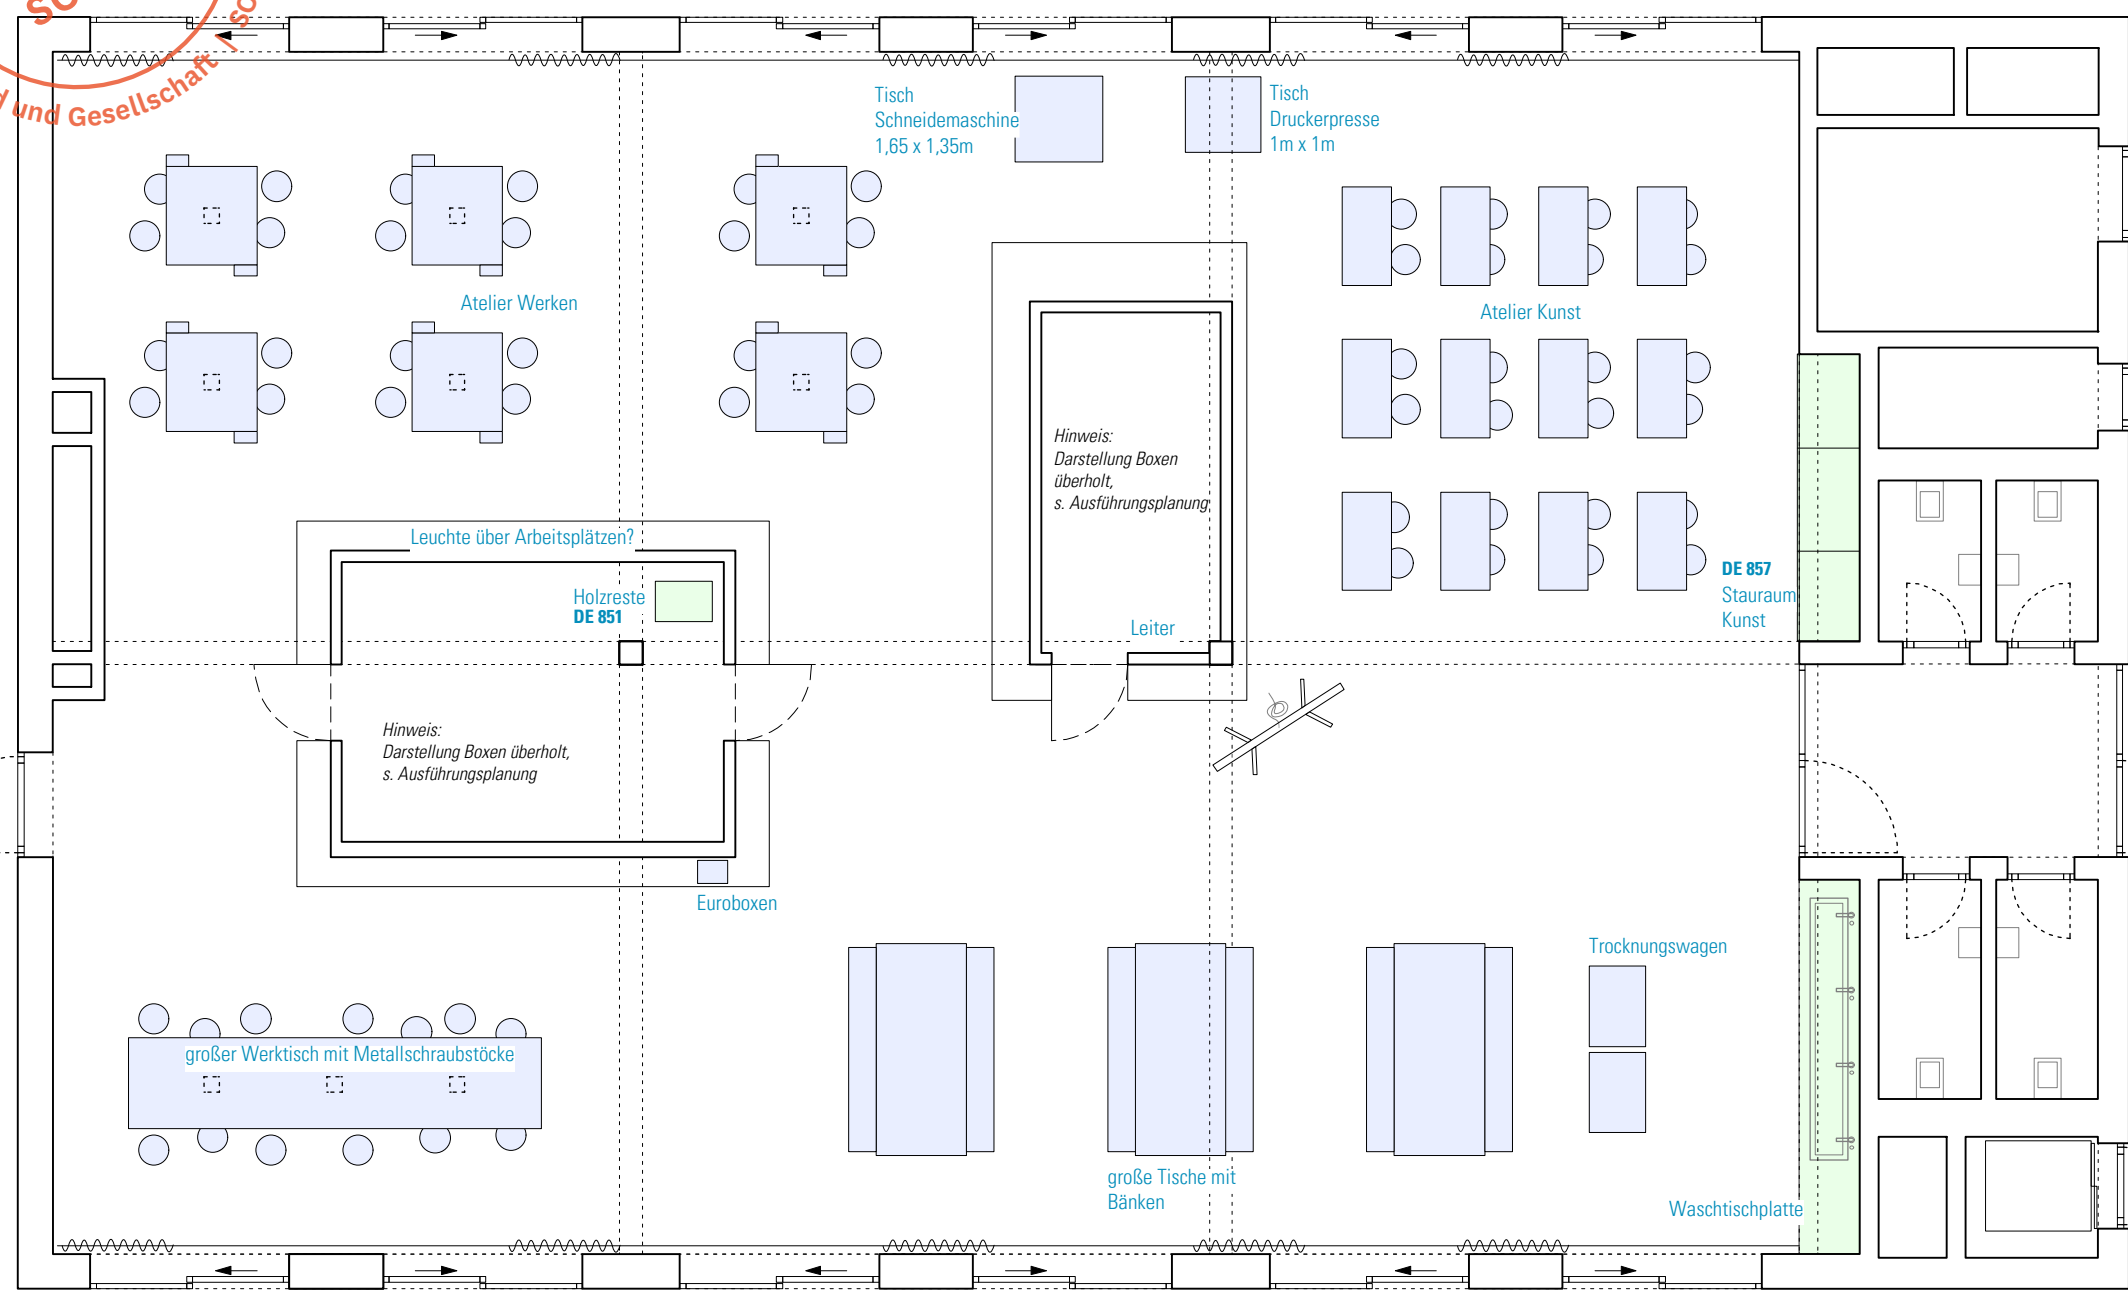 und Gesellschaft
Tisch
Schneidemaschine
1,65 x 1,35m
Tisch
Druckerpresse
1m x 1m
Atelier Werken
Atelier Kunst
Hinweis:
Darstellung Boxen
überholt,
s. Ausführungsplanung
Leuchte über Arbeitsplätzen?
Holzreste
DE 851
DE 857
Stauraum
Kunst
Leiter
Hinweis:
Darstellung Boxen überholt,
s. Ausführungsplanung
Euroboxen
Trocknungswagen
großer Werktisch mit Metallschraubstöcke
große Tische mit
Bänken
Waschtischplatte